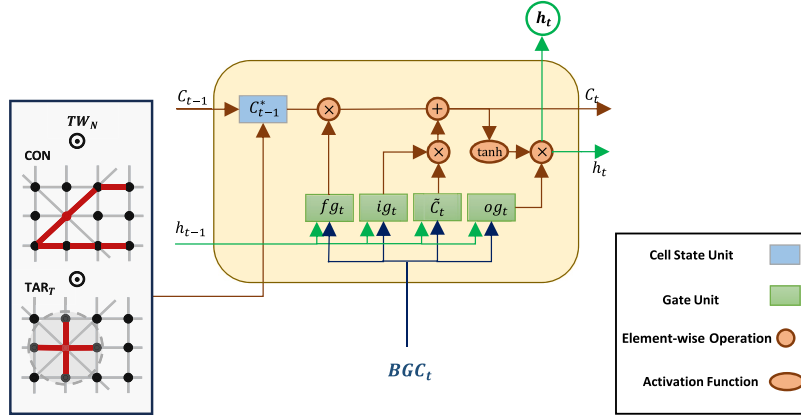 h_t
C_{t-1}
C^*_{t-1}
×
+
C_t
TW_N
⊙
CON
×
tanh
×
h_t
fg_t
ig_t
C̃_t
og_t
h_{t-1}
⊙
TAR_T
BGC_t
Cell State Unit
Gate Unit
Element-wise Operation
Activation Function